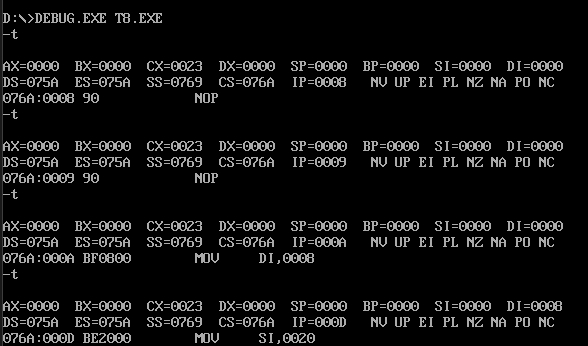 D:\>DEBUG.EXE T8.EXE
-t
AX=0000  BX=0000  CX=0023  DX=0000  SP=0000  BP=0000  SI=0000  DI=0000
DS=075A  ES=075A  SS=0769  CS=076A  IP=0008   NV UP EI PL NZ NA PO NC
076A:0008 90            NOP
-t
AX=0000  BX=0000  CX=0023  DX=0000  SP=0000  BP=0000  SI=0000  DI=0000
DS=075A  ES=075A  SS=0769  CS=076A  IP=0009   NV UP EI PL NZ NA PO NC
076A:0009 90            NOP
-t
AX=0000  BX=0000  CX=0023  DX=0000  SP=0000  BP=0000  SI=0000  DI=0000
DS=075A  ES=075A  SS=0769  CS=076A  IP=000A   NV UP EI PL NZ NA PO NC
076A:000A BF0800        MOV     DI,0008
-t
AX=0000  BX=0000  CX=0023  DX=0000  SP=0000  BP=0000  SI=0000  DI=0008
DS=075A  ES=075A  SS=0769  CS=076A  IP=000D   NV UP EI PL NZ NA PO NC
076A:000D BE2000        MOV     SI,0020